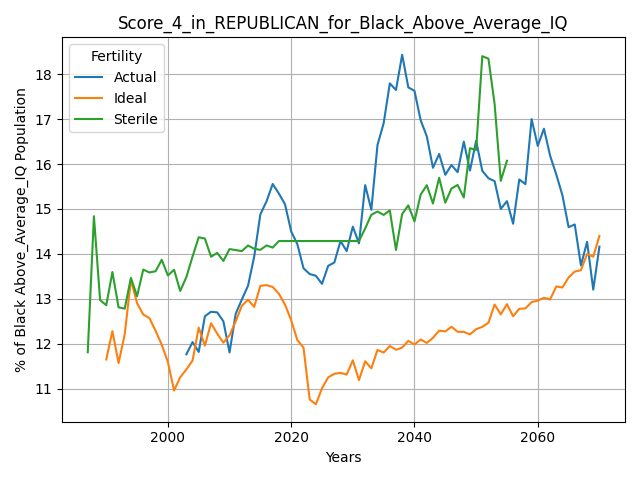 Score_4_in_REPUBLICAN_for_Black_Above_Average_IQ
% of Black Above_Average_IQ Population
Fertility
Actual
Ideal
Sterile
18
17
16
15
14
13
12
11
2000
2020
2040
2060
Years